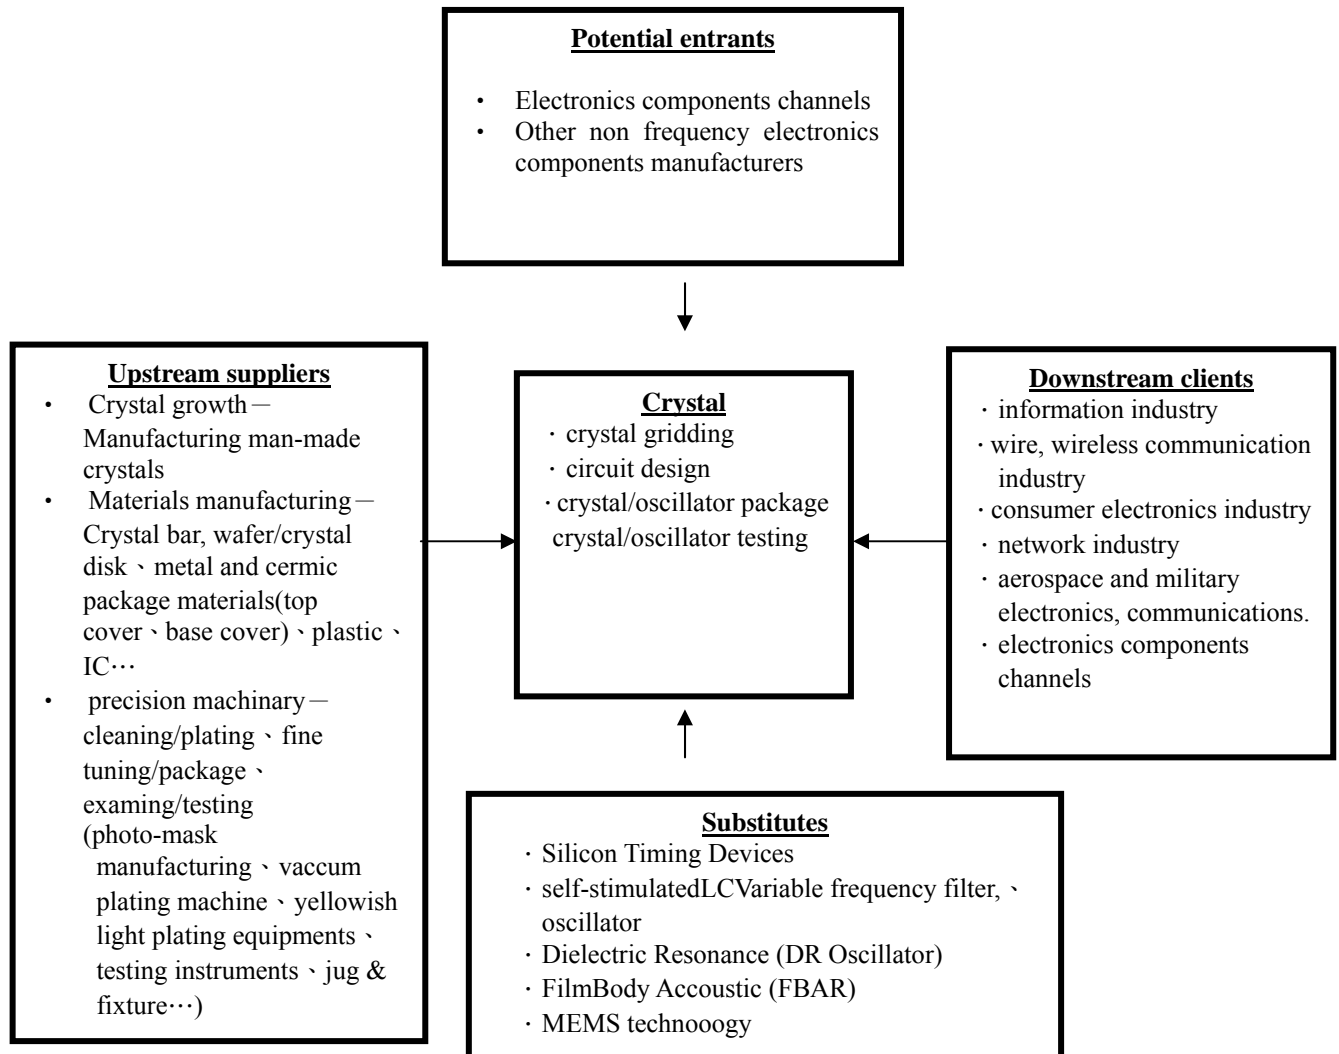 Potential entrants
・ Electronics components channels
・ Other non frequency electronics
components manufacturers
Upstream suppliers
・ Crystal growth－
Manufacturing man-made
crystals
・ Materials manufacturing－
Crystal bar, wafer/crystal
disk、metal and cermic
package materials(top
cover、base cover)、plastic、
IC⋯
・ precision machinary－
cleaning/plating、fine
tuning/package、
examing/testing
(photo-mask
manufacturing、vaccum
plating machine、yellowish
light plating equipments、
testing instruments、jug &
fixture⋯)
Crystal
・crystal gridding
・circuit design
・crystal/oscillator package
crystal/oscillator testing
Downstream clients
・information industry
・wire, wireless communication
industry
・consumer electronics industry
・network industry
・aerospace and military
electronics, communications.
・electronics components
channels
Substitutes
・Silicon Timing Devices
・self-stimulatedLCVariable frequency filter,、
oscillator
・Dielectric Resonance (DR Oscillator)
・FilmBody Accoustic (FBAR)
・MEMS technooogy